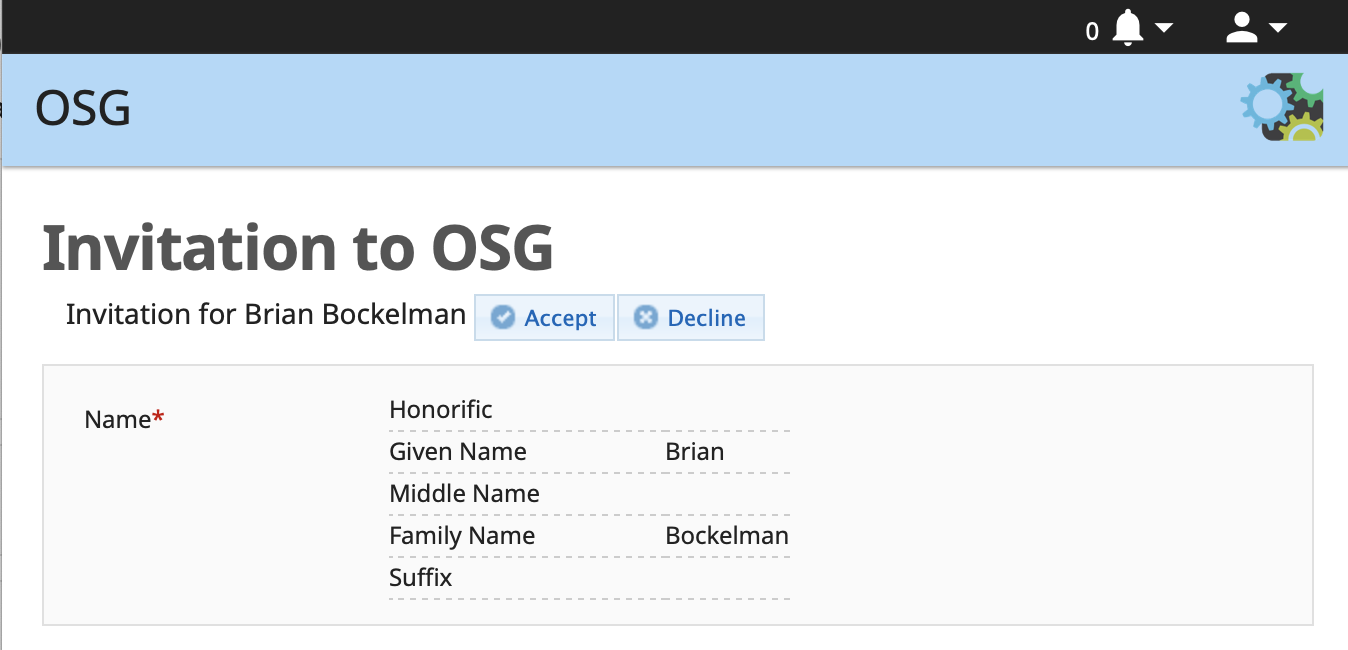 0
OSG
Invitation to OSG
Invitation for Brian Bockelman Accept Decline
Name* Honorific
Given Name Brian
Middle Name
Family Name Bockelman
Suffix